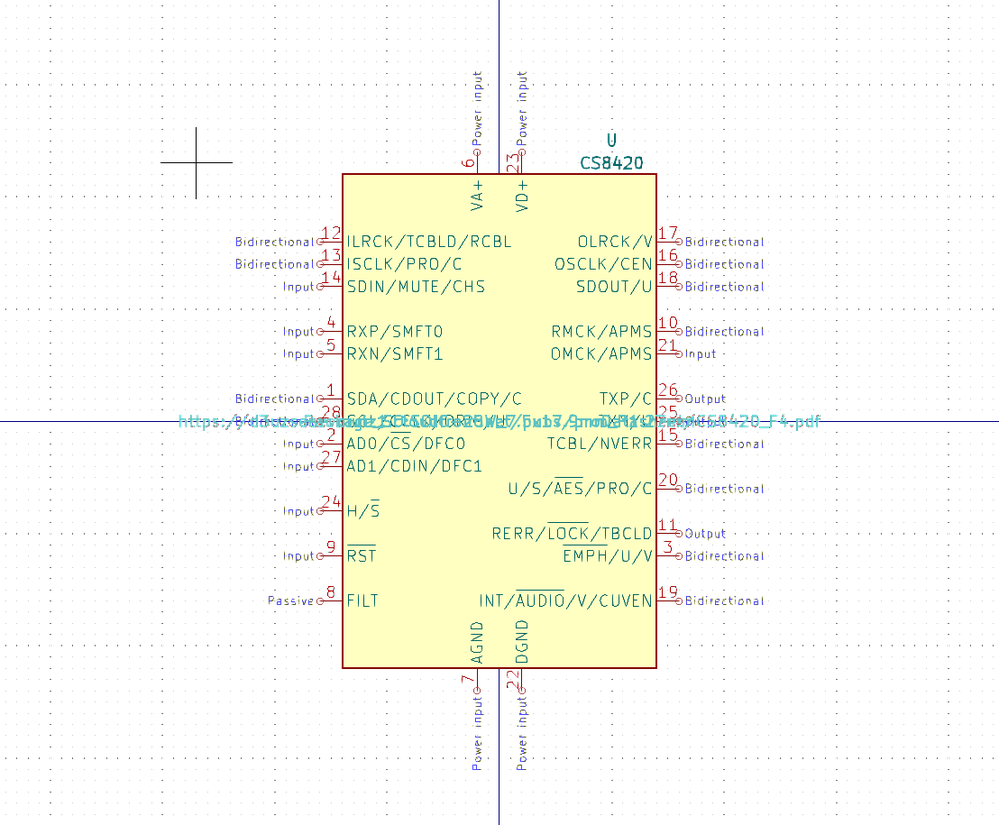 Power input Power input
U
6 23 CS8420
VA+ VD+
Bidirectional 12 ILRCK/TCBLD/RCBL OLRCK/V 17 Bidirectional
Bidirectional 13 ISCLK/PRO/C OSCLK/CEN 16 Bidirectional
Input 14 SDIN/MUTE/CHS SDOUT/U 18 Bidirectional
Input 4 RXP/SMFT0 RMCK/APMS 10 Bidirectional
Input 5 RXN/SMFT1 OMCK/APMS 21 Input
Bidirectional 1 SDA/CDOUT/COPY/C TXP/C 26 Output
28 25
Input 2 AD0/CS/DFC0 TCBL/NVERR 15 Bidirectional
Input 27 AD1/CDIN/DFC1
U/S/AES/PRO/C 20 Bidirectional
Input 24 H/S
RERR/LOCK/TBCLD 11 Output
Input 9 RST EMPH/U/V 3 Bidirectional
Passive 8 FILT INT/AUDIO/V/CUVEN 19 Bidirectional
AGND DGND
7 22
Power input Power input